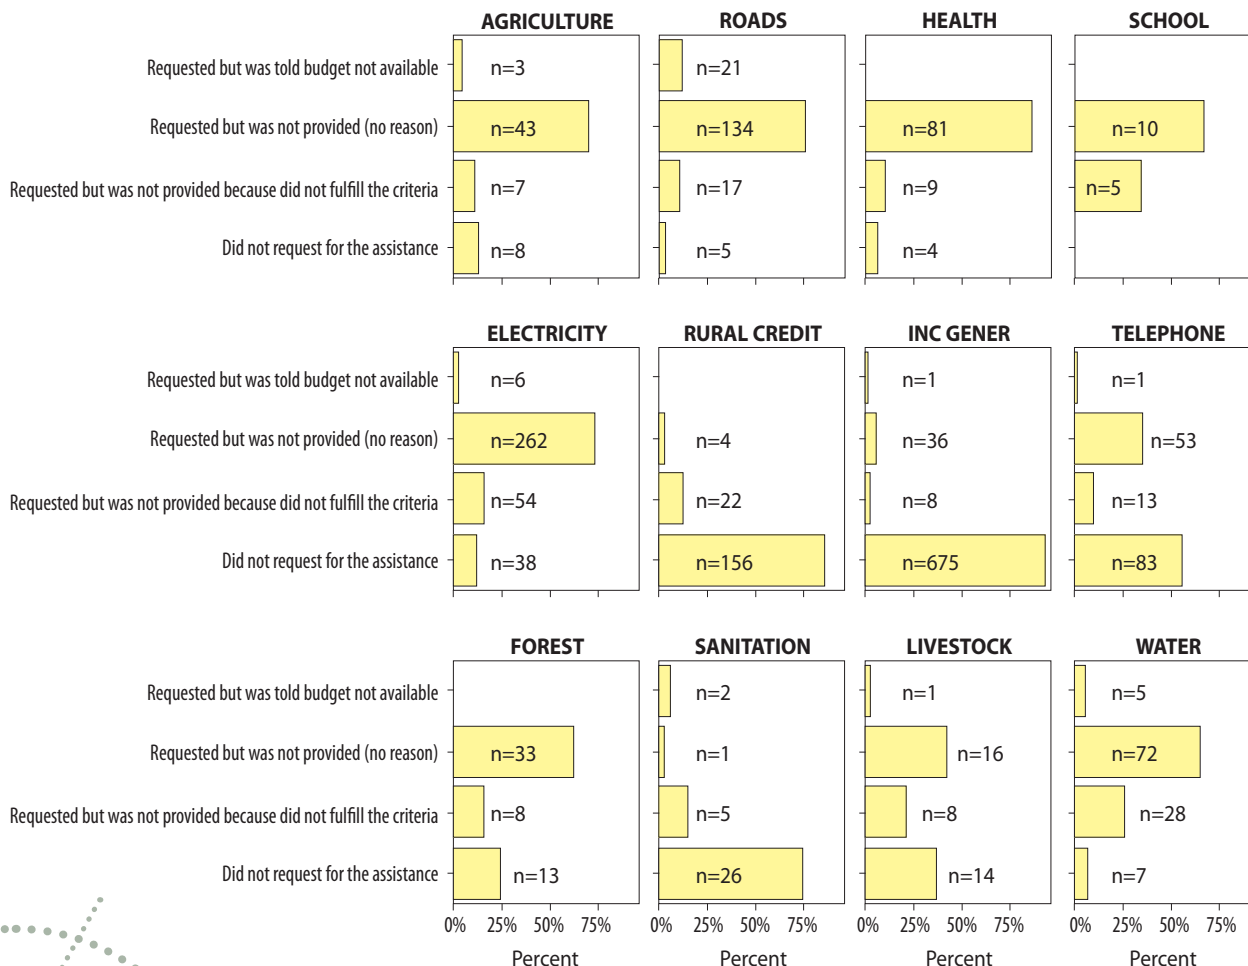 AGRICULTURE ROADS HEALTH SCHOOL
Requested but was told budget not available n=3 n=21
Requested but was not provided (no reason) n=43 n=134 n=81 n=10
Requested but was not provided because did not fulfill the criteria n=7 n=17 n=9 n=5
Did not request for the assistance n=8 n=5 n=4
ELECTRICITY RURAL CREDIT INC GENER TELEPHONE
Requested but was told budget not available n=6 n=1 n=1
Requested but was not provided (no reason) n=262 n=4 n=36 n=53
Requested but was not provided because did not fulfill the criteria n=54 n=22 n=8 n=13
Did not request for the assistance n=38 n=156 n=675 n=83
FOREST SANITATION LIVESTOCK WATER
Requested but was told budget not available n=2 n=1 n=5
Requested but was not provided (no reason) n=33 n=1 n=16 n=72
Requested but was not provided because did not fulfill the criteria n=8 n=5 n=8 n=28
Did not request for the assistance n=13 n=26 n=14 n=7
0% 25% 75% 0% 25% 75% 0% 25% 75% 0% 25% 75%
Percent Percent Percent Percent